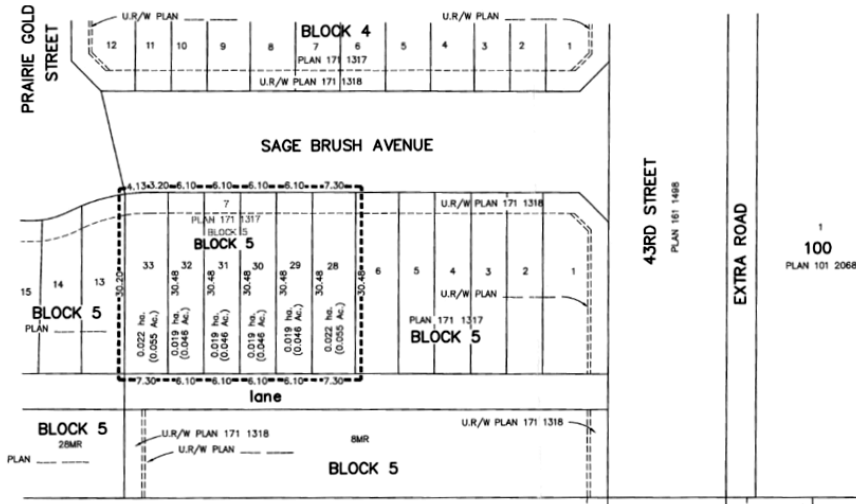 U.R/W PLAN
BLOCK 4
12 11 10 9 8 7 6 5 4 3 2 1
PLAN 171 1317
U.R/W PLAN 171 1318
PRAIRIE GOLD
STREET
SAGE BRUSH AVENUE
43RD STREET
PLAN 161 1498
EXTRA ROAD
1
100
PLAN 101 2068
4.13 3.20 6.10 6.10 6.10 6.10 7.30
7
PLAN 171 1317
BLOCK 5
BLOCK 5
U.R/W PLAN 171 1318
15 14 13 33 32 31 30 29 28 6 5 4 3 2 1
30.20 30.48 30.48 30.48 30.48 30.48 30.48
BLOCK 5
PLAN
0.022 ha.
(0.055 Ac.)
0.019 ha.
(0.046 Ac.)
0.019 ha.
(0.046 Ac.)
0.019 ha.
(0.046 Ac.)
0.019 ha.
(0.046 Ac.)
0.022 ha.
(0.055 Ac.)
U.R/W PLAN
PLAN 171 1317
BLOCK 5
7.30 6.10 6.10 6.10 6.10 7.30
lane
BLOCK 5
28MR
PLAN
U.R/W PLAN 171 1318
U.R/W PLAN
8MR
BLOCK 5
U.R/W PLAN 171 1318